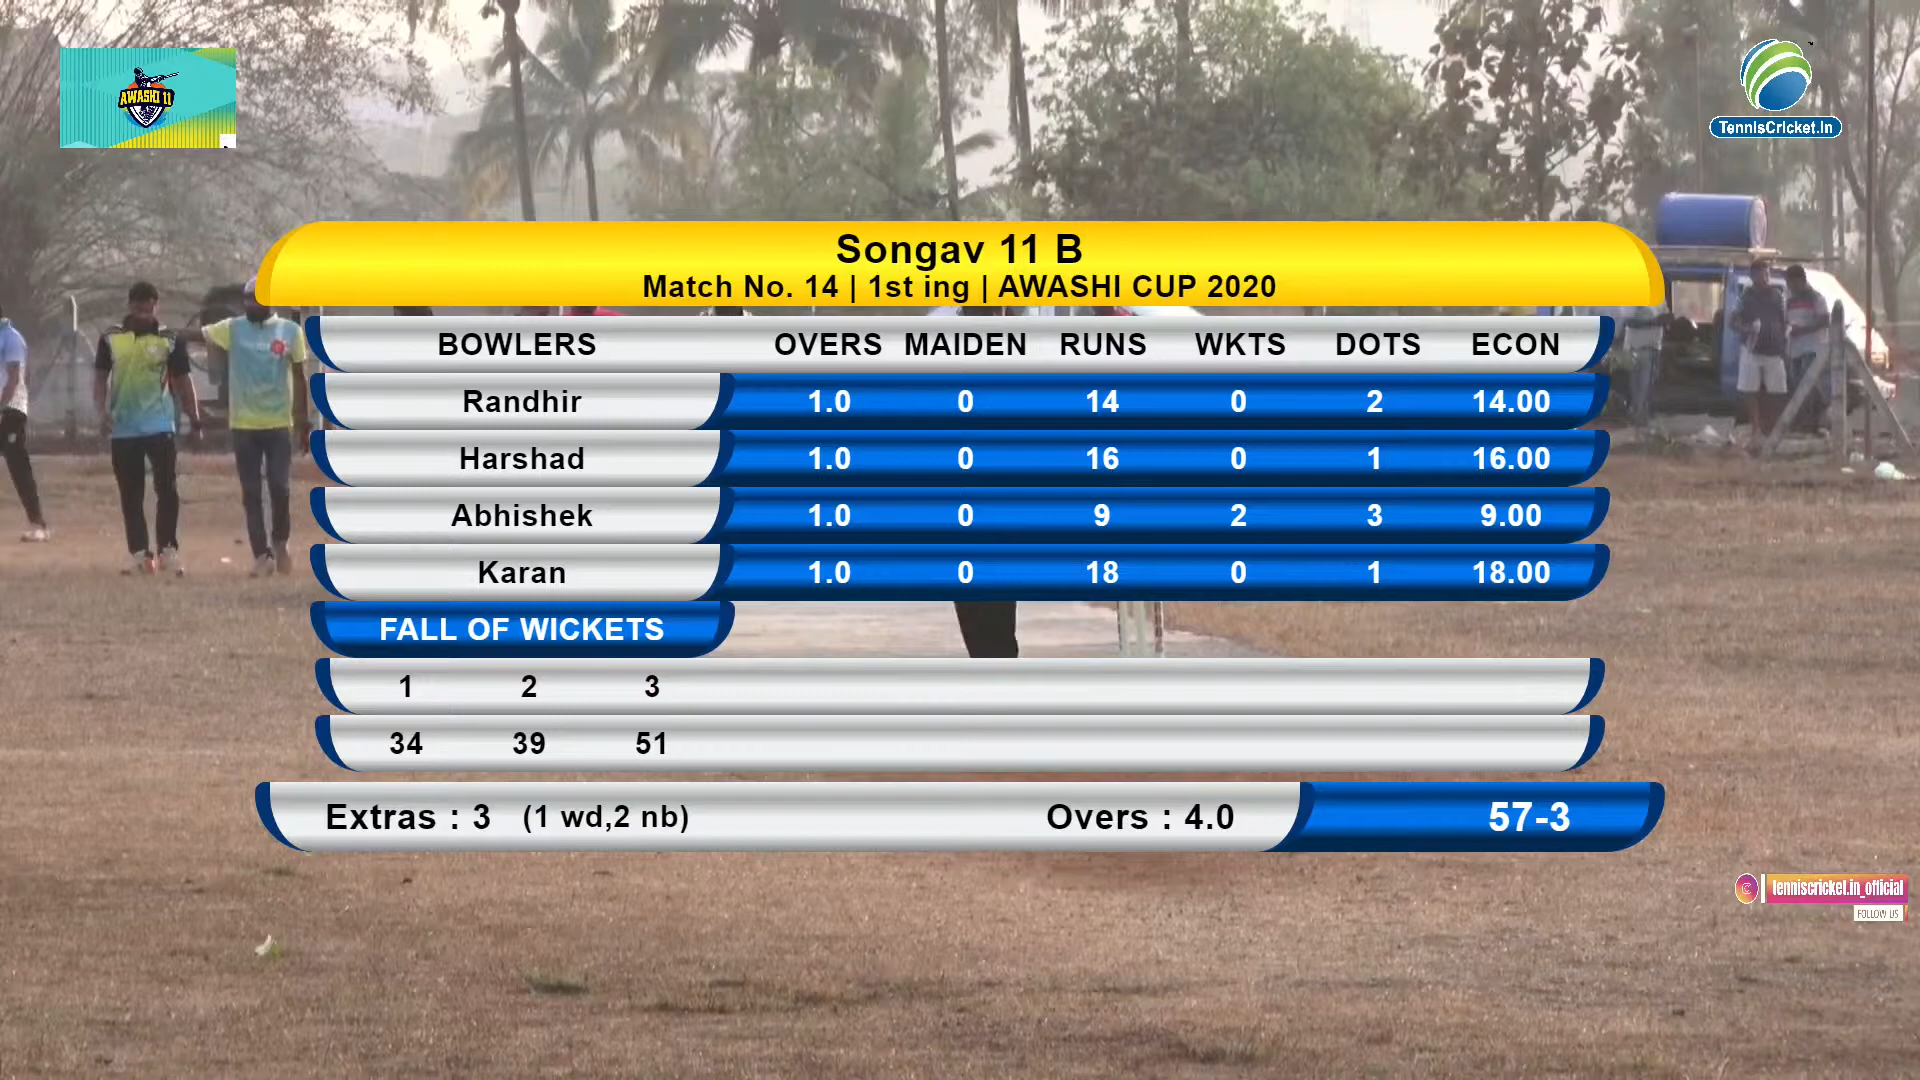 AWASHI 11
TennisCricket.In
Songav 11 B
Match No. 14 | 1st ing | AWASHI CUP 2020
BOWLERS OVERS MAIDEN RUNS WKTS DOTS ECON
Randhir 1.0 0 14 0 2 14.00
Harshad 1.0 0 16 0 1 16.00
Abhishek 1.0 0 9 2 3 9.00
Karan 1.0 0 18 0 1 18.00
FALL OF WICKETS
1 2 3
34 39 51
Extras : 3 (1 wd,2 nb) Overs : 4.0 57-3
tenniscricket.in_official
FOLLOW US